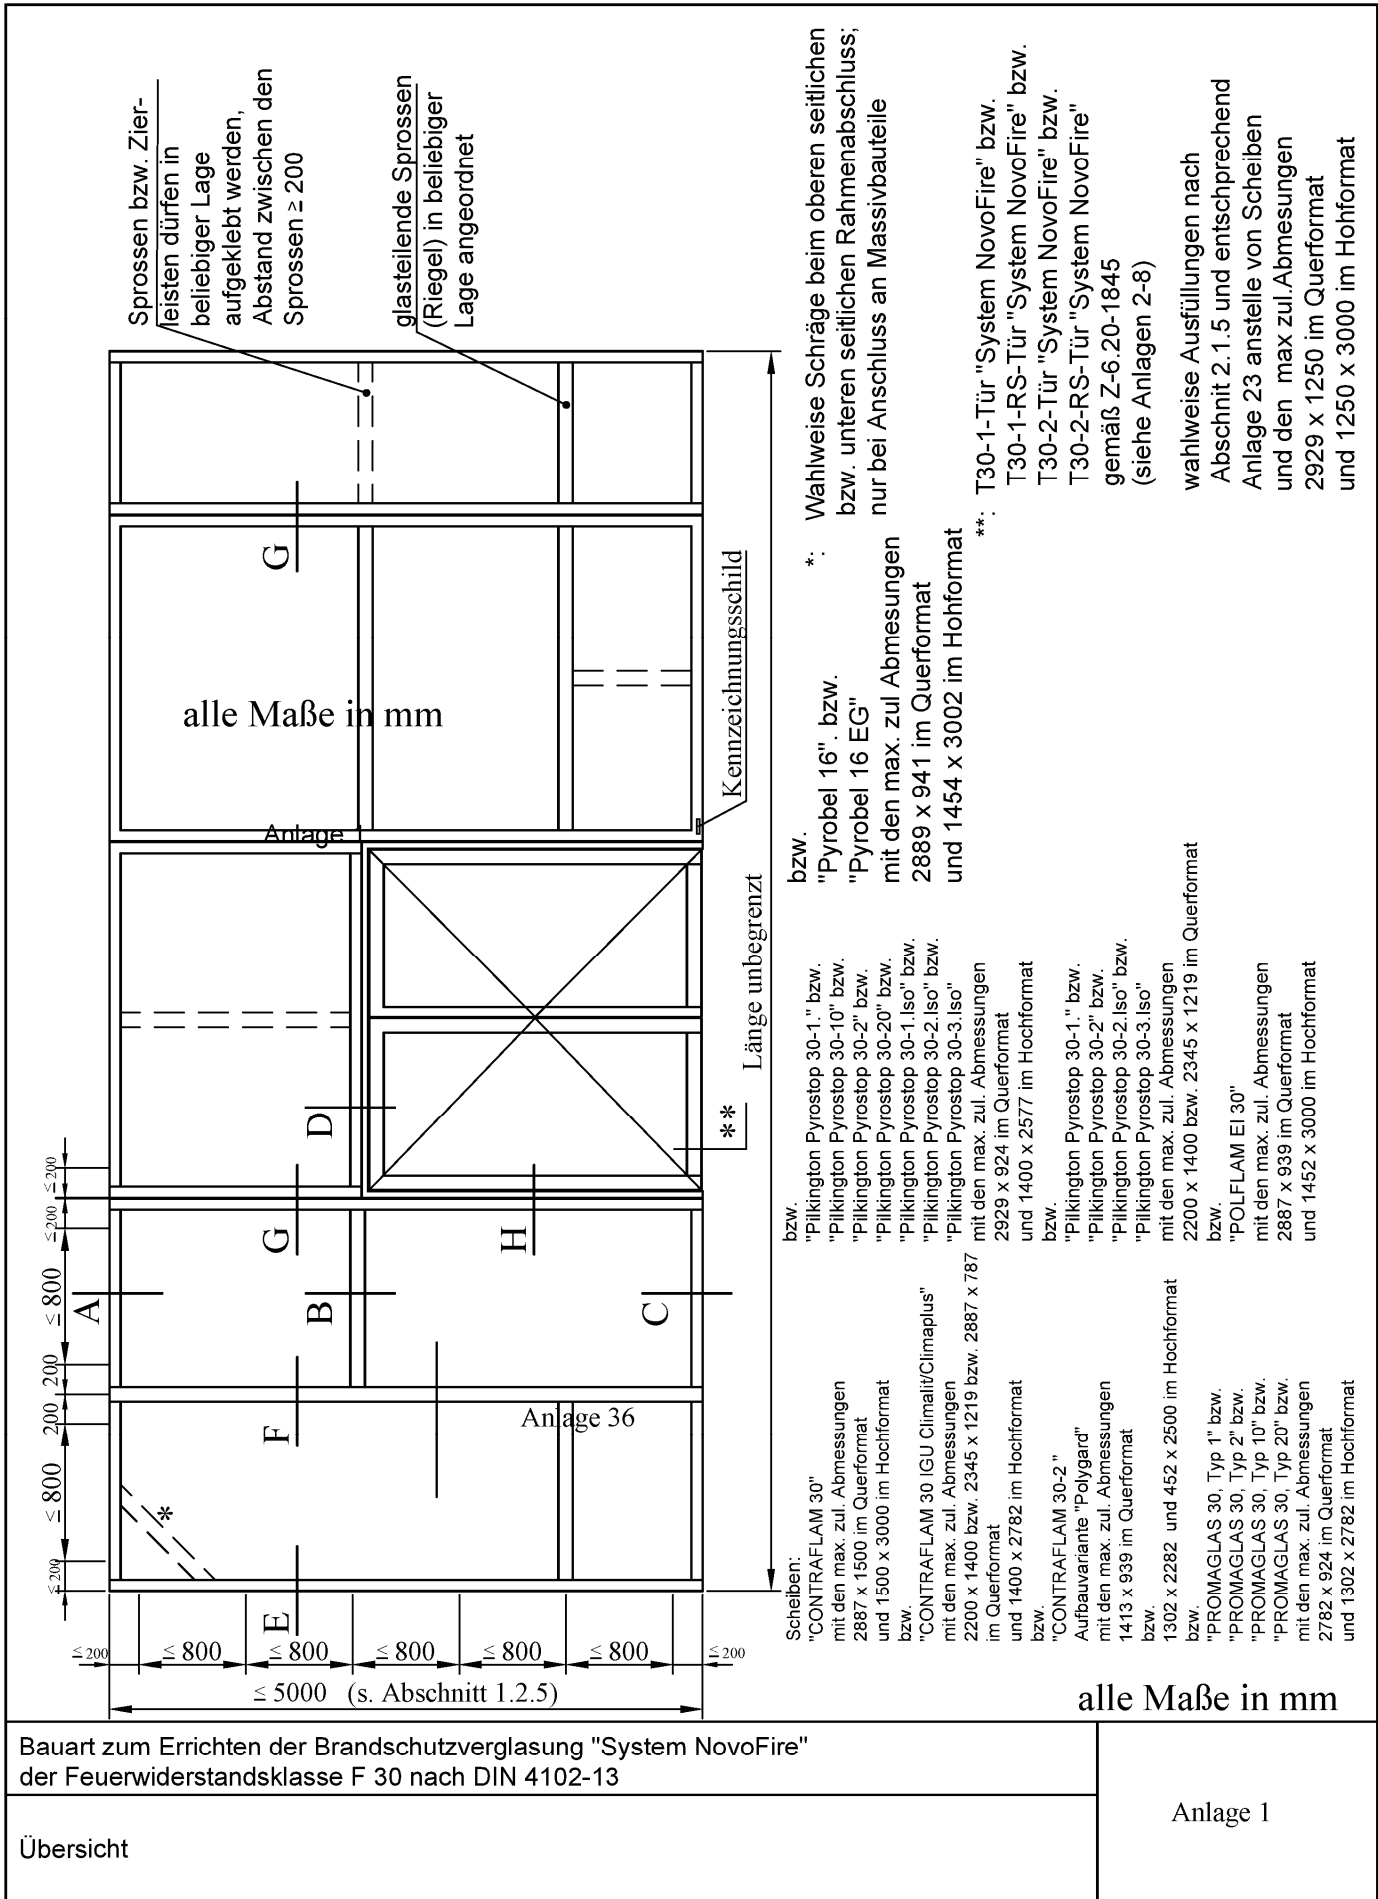 Sprossen bzw. Zier-
leisten dürfen in
beliebiger Lage
aufgeklebt werden,
Abstand zwischen den
Sprossen ≥ 200
glasteilende Sprossen
(Riegel) in beliebiger
Lage angeordnet
G
alle Maße in mm
Anlage 1
Kennzeichnungsschild
Länge unbegrenzt
**
D
G
H
A
B
C
F
Anlage 36
*
E
≤ 200
≤ 200
≤ 800
200
200
≤ 800
≤ 200
≤ 200
≤ 800
≤ 800
≤ 800
≤ 800
≤ 800
≤ 200
≤ 5000 (s. Abschnitt 1.2.5)
Scheiben:
"CONTRAFLAM 30"
mit den max. zul. Abmessungen
2887 x 1500 im Querformat
und 1500 x 3000 im Hochformat
bzw.
"CONTRAFLAM 30 IGU Climalit/Climaplus"
mit den max. zul. Abmessungen
2200 x 1400 bzw. 2345 x 1219 bzw. 2887 x 787
im Querformat
und 1400 x 2782 im Hochformat
bzw.
"CONTRAFLAM 30-2 "
Aufbauvariante "Polygard"
mit den max. zul. Abmessungen
1413 x 939 im Querformat
bzw.
1302 x 2282 und 452 x 2500 im Hochformat
bzw.
"PROMAGLAS 30, Typ 1" bzw.
"PROMAGLAS 30, Typ 2" bzw.
"PROMAGLAS 30, Typ 10" bzw.
"PROMAGLAS 30, Typ 20" bzw.
mit den max. zul. Abmessungen
2782 x 924 im Querformat
und 1302 x 2782 im Hochformat
bzw.
"Pilkington Pyrostop 30-1." bzw.
"Pilkington Pyrostop 30-10" bzw.
"Pilkington Pyrostop 30-2" bzw.
"Pilkington Pyrostop 30-20" bzw.
"Pilkington Pyrostop 30-1.Iso" bzw.
"Pilkington Pyrostop 30-2.Iso" bzw.
"Pilkington Pyrostop 30-3.Iso"
mit den max. zul. Abmessungen
2929 x 924 im Querformat
und 1400 x 2577 im Hochformat
bzw.
"Pilkington Pyrostop 30-1." bzw.
"Pilkington Pyrostop 30-2" bzw.
"Pilkington Pyrostop 30-2.Iso" bzw.
"Pilkington Pyrostop 30-3.Iso"
mit den max. zul. Abmessungen
2200 x 1400 bzw. 2345 x 1219 im Querformat
bzw.
"POLFLAM EI 30"
mit den max. zul. Abmessungen
2887 x 939 im Querformat
und 1452 x 3000 im Hochformat
bzw.
"Pyrobel 16". bzw.
"Pyrobel 16 EG"
mit den max. zul Abmesungen
2889 x 941 im Querformat
und 1454 x 3002 im Hohformat
*: Wahlweise Schräge beim oberen seitlichen
bzw. unteren seitlichen Rahmenabschluss;
nur bei Anschluss an Massivbauteile
**: T30-1-Tür "System NovoFire" bzw.
T30-1-RS-Tür "System NovoFire" bzw.
T30-2-Tür "System NovoFire" bzw.
T30-2-RS-Tür "System NovoFire"
gemäß Z-6.20-1845
(siehe Anlagen 2-8)
wahlweise Ausfüllungen nach
Abschnit 2.1.5 und entschprechend
Anlage 23 anstelle von Scheiben
und den max zul.Abmesungen
2929 x 1250 im Querformat
und 1250 x 3000 im Hohformat
alle Maße in mm
Bauart zum Errichten der Brandschutzverglasung "System NovoFire"
der Feuerwiderstandsklasse F 30 nach DIN 4102-13
Übersicht
Anlage 1